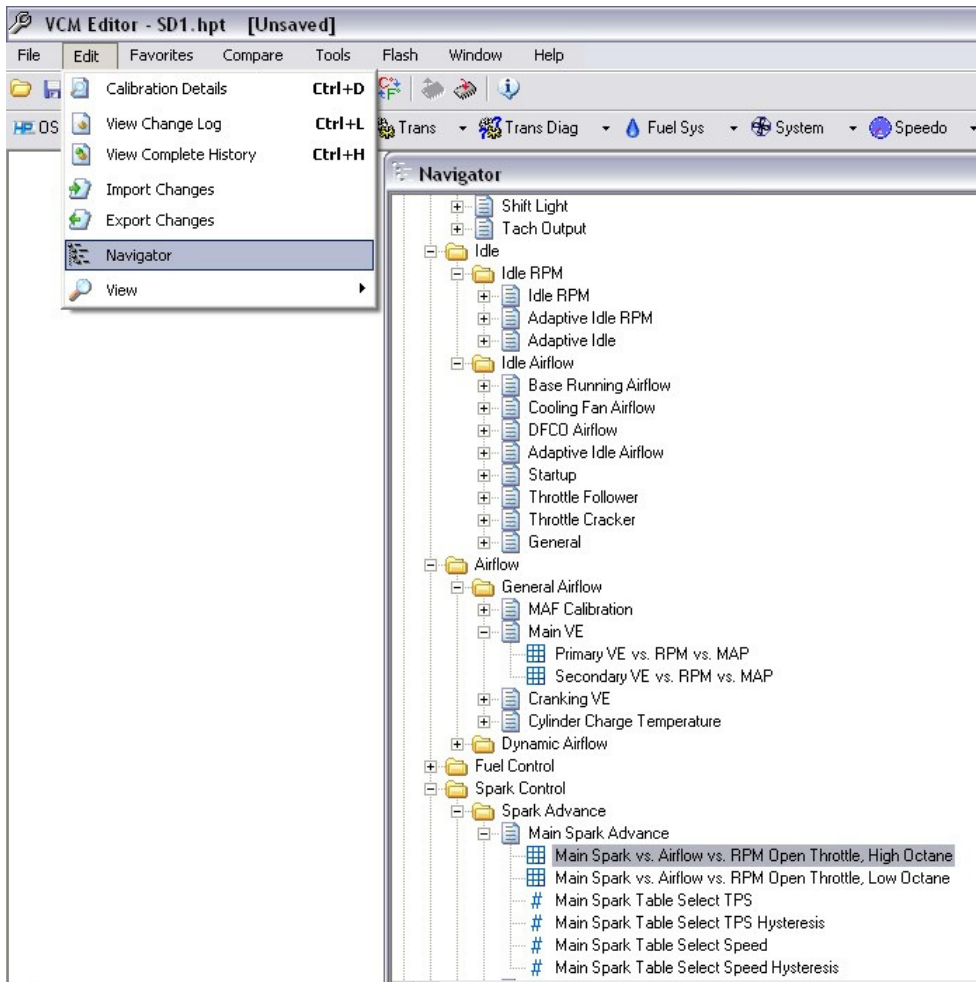 VCM Editor - SD1.hpt [Unsaved]
File Edit Favorites Compare Tools Flash Window Help
Calibration Details Ctrl+D
View Change Log Ctrl+L
View Complete History Ctrl+H
Import Changes
Export Changes
Navigator
View
HP OS
Trans Trans Diag Fuel Sys System Speedo
Navigator
Shift Light
Tach Output
Idle
Idle RPM
Idle RPM
Adaptive Idle RPM
Adaptive Idle
Idle Airflow
Base Running Airflow
Cooling Fan Airflow
DFCO Airflow
Adaptive Idle Airflow
Startup
Throttle Follower
Throttle Cracker
General
Airflow
General Airflow
MAF Calibration
Main VE
Primary VE vs. RPM vs. MAP
Secondary VE vs. RPM vs. MAP
Cranking VE
Cylinder Charge Temperature
Dynamic Airflow
Fuel Control
Spark Control
Spark Advance
Main Spark Advance
Main Spark vs. Airflow vs. RPM Open Throttle, High Octane
Main Spark vs. Airflow vs. RPM Open Throttle, Low Octane
# Main Spark Table Select TPS
# Main Spark Table Select TPS Hysteresis
# Main Spark Table Select Speed
# Main Spark Table Select Speed Hysteresis